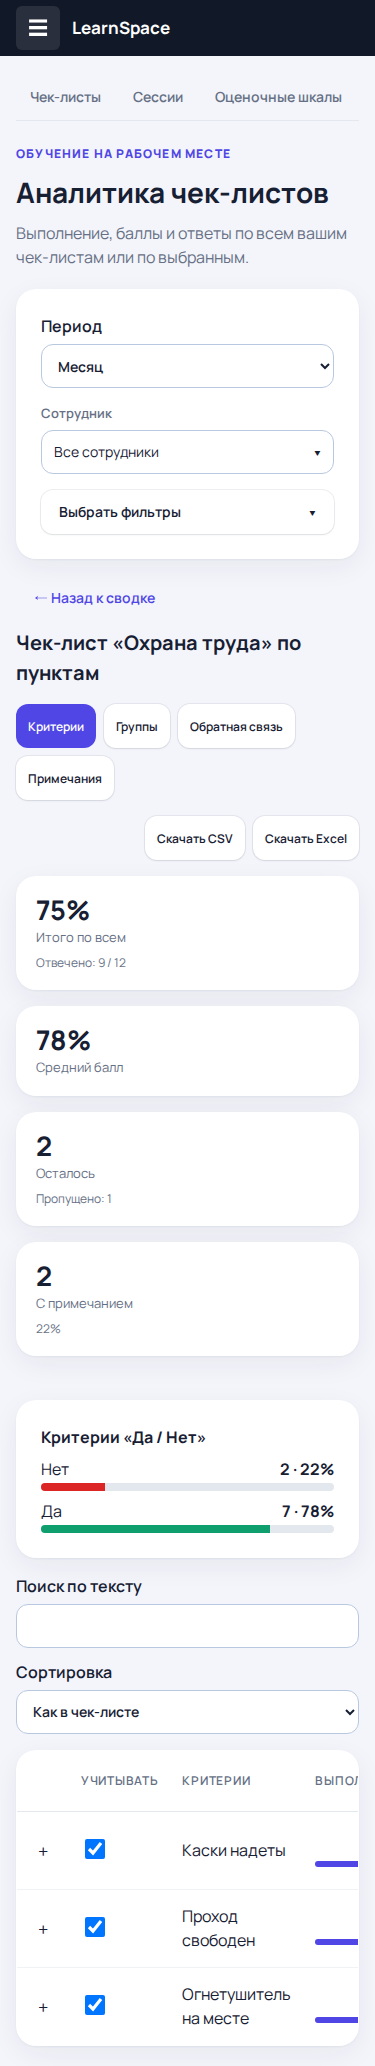 ☰ LearnSpace
Чек-листы Сессии Оценочные шкалы
ОБУЧЕНИЕ НА РАБОЧЕМ МЕСТЕ
Аналитика чек-листов
Выполнение, баллы и ответы по всем вашим
чек-листам или по выбранным.
Период
Месяц
Сотрудник
Все сотрудники ▾
Выбрать фильтры ▾
← Назад к сводке
Чек-лист «Охрана труда» по
пунктам
Критерии Группы Обратная связь
Примечания
Скачать CSV Скачать Excel
75%
Итого по всем
Отвечено: 9 / 12
78%
Средний балл
2
Осталось
Пропущено: 1
2
С примечанием
22%
Критерии «Да / Нет»
Нет 2 · 22%
Да 7 · 78%
Поиск по тексту
Сортировка
Как в чек-листе
УЧИТЫВАТЬ КРИТЕРИИ ВЫПОЛ
+ Каски надеты
+ Проход
свободен
+ Огнетушитель
на месте